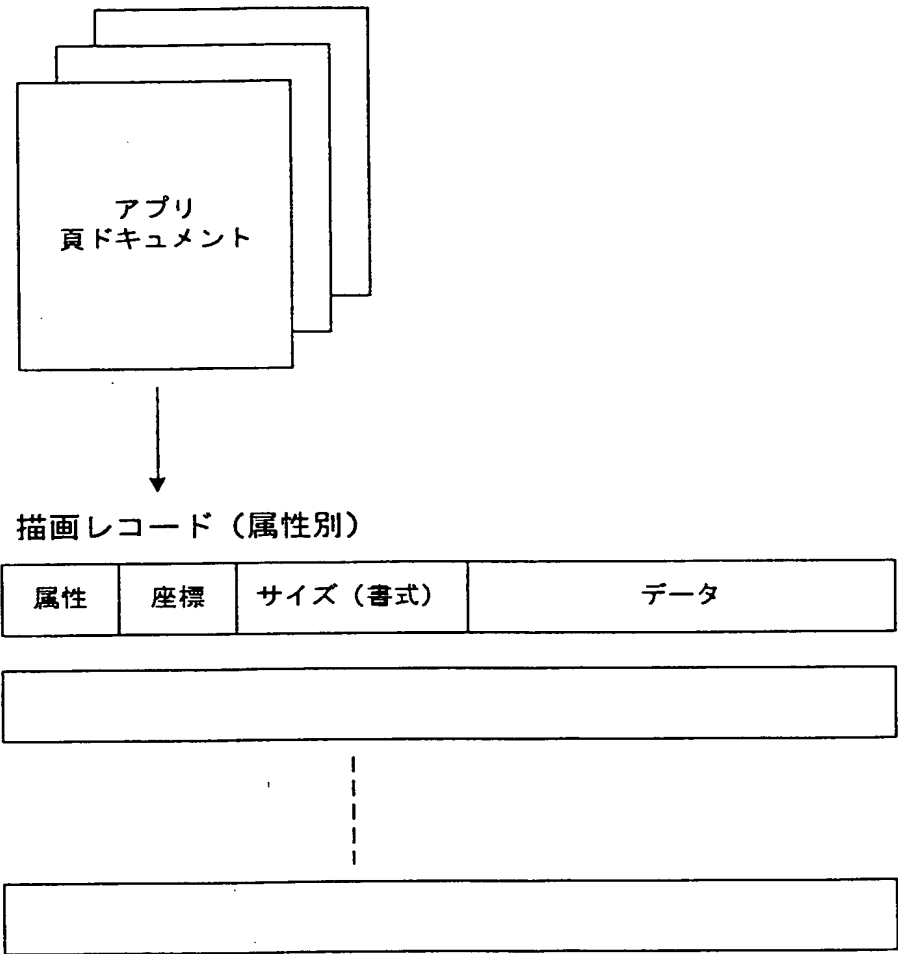 アプリ
頁ドキュメント
描画レコード（属性別）
属性
座標
サイズ（書式）
データ